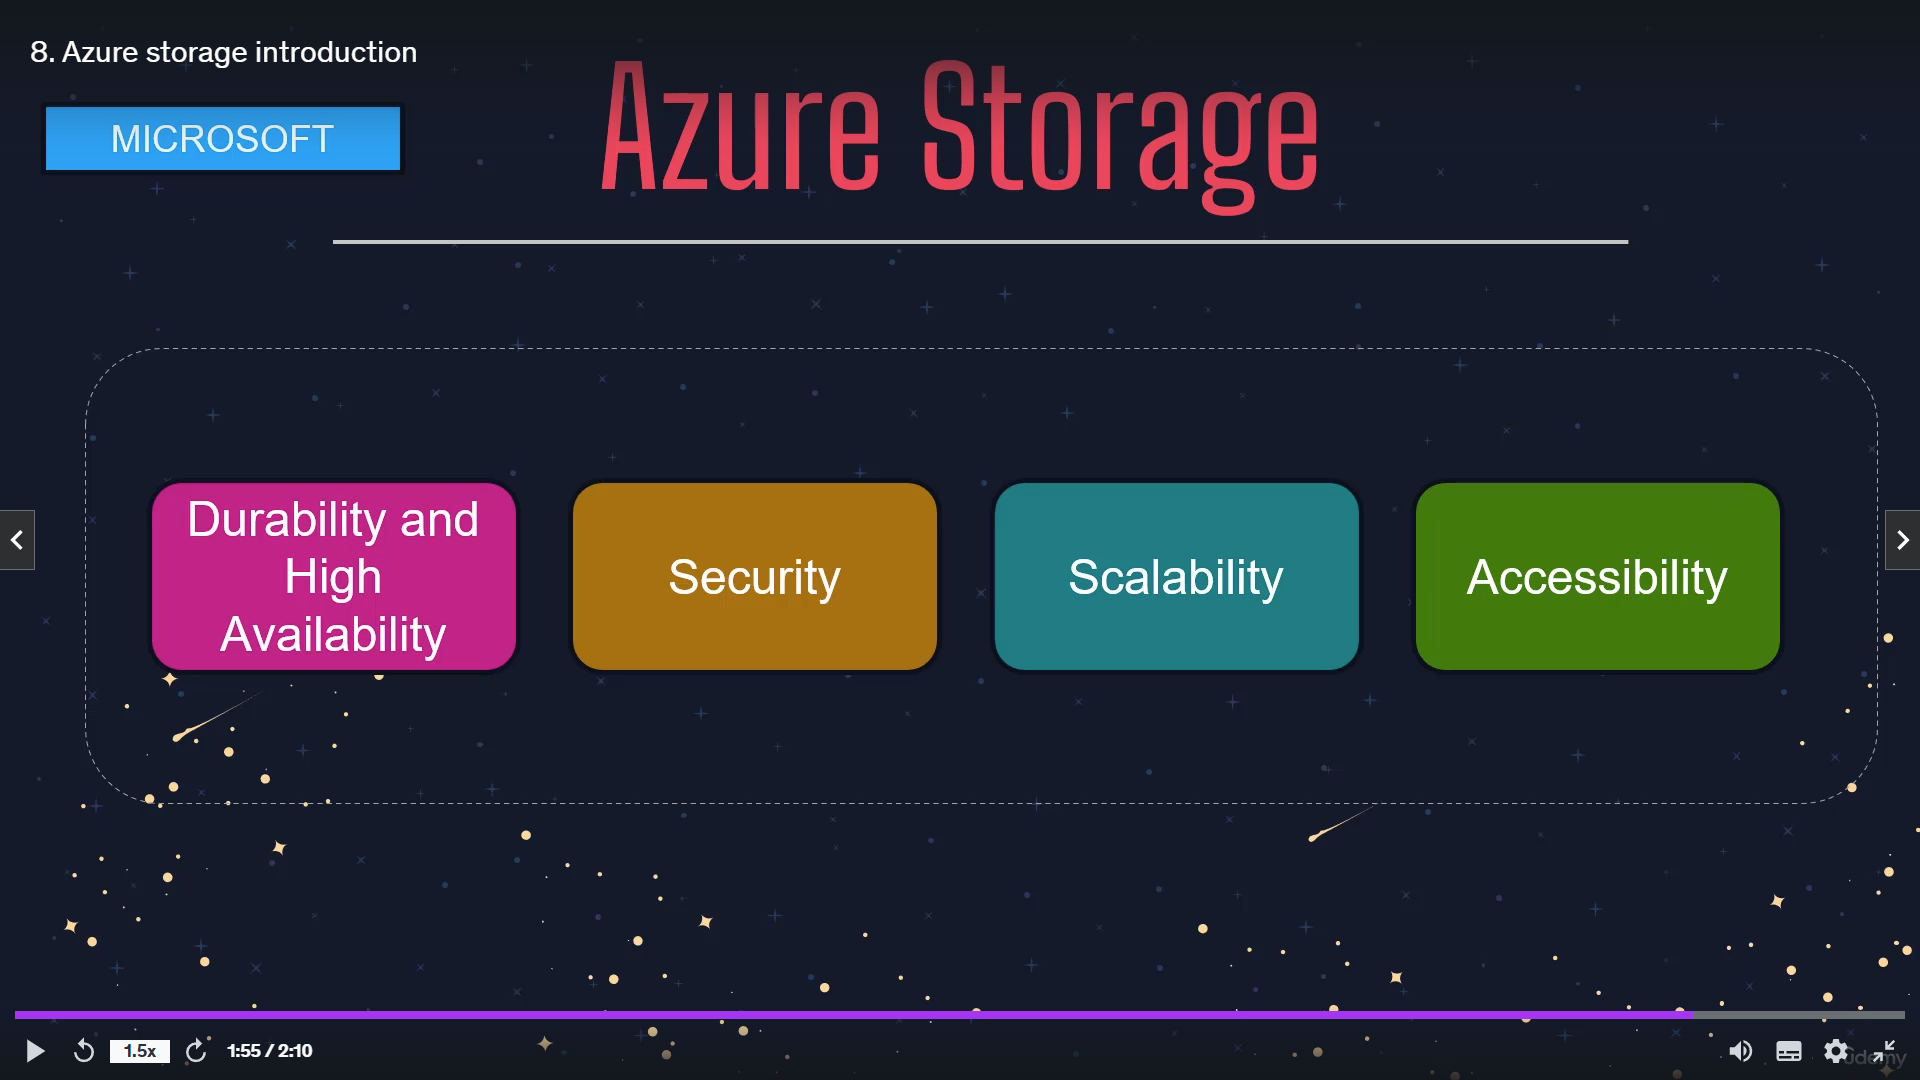 8. Azure storage introduction
Azure Storage
MICROSOFT
Durability and
High
Availability
Security
Scalability
Accessibility
1.5x
1:55 / 2:10
udemy